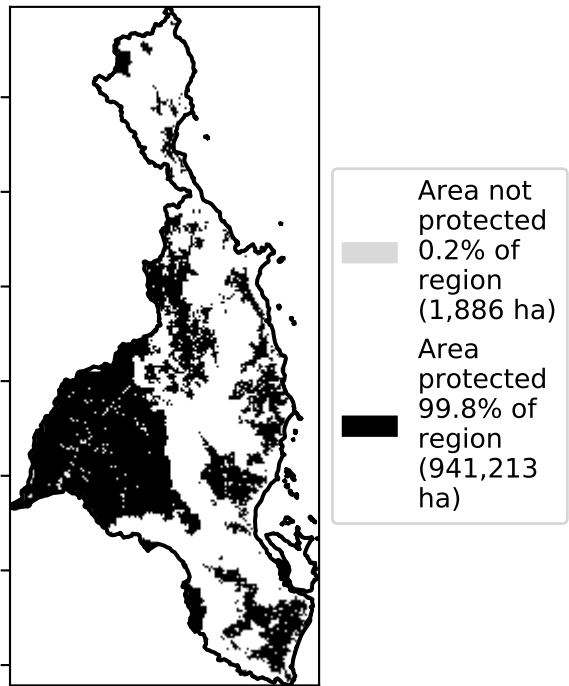 Area not
protected
0.2% of
region
(1,886 ha)
Area
protected
99.8% of
region
(941,213
ha)